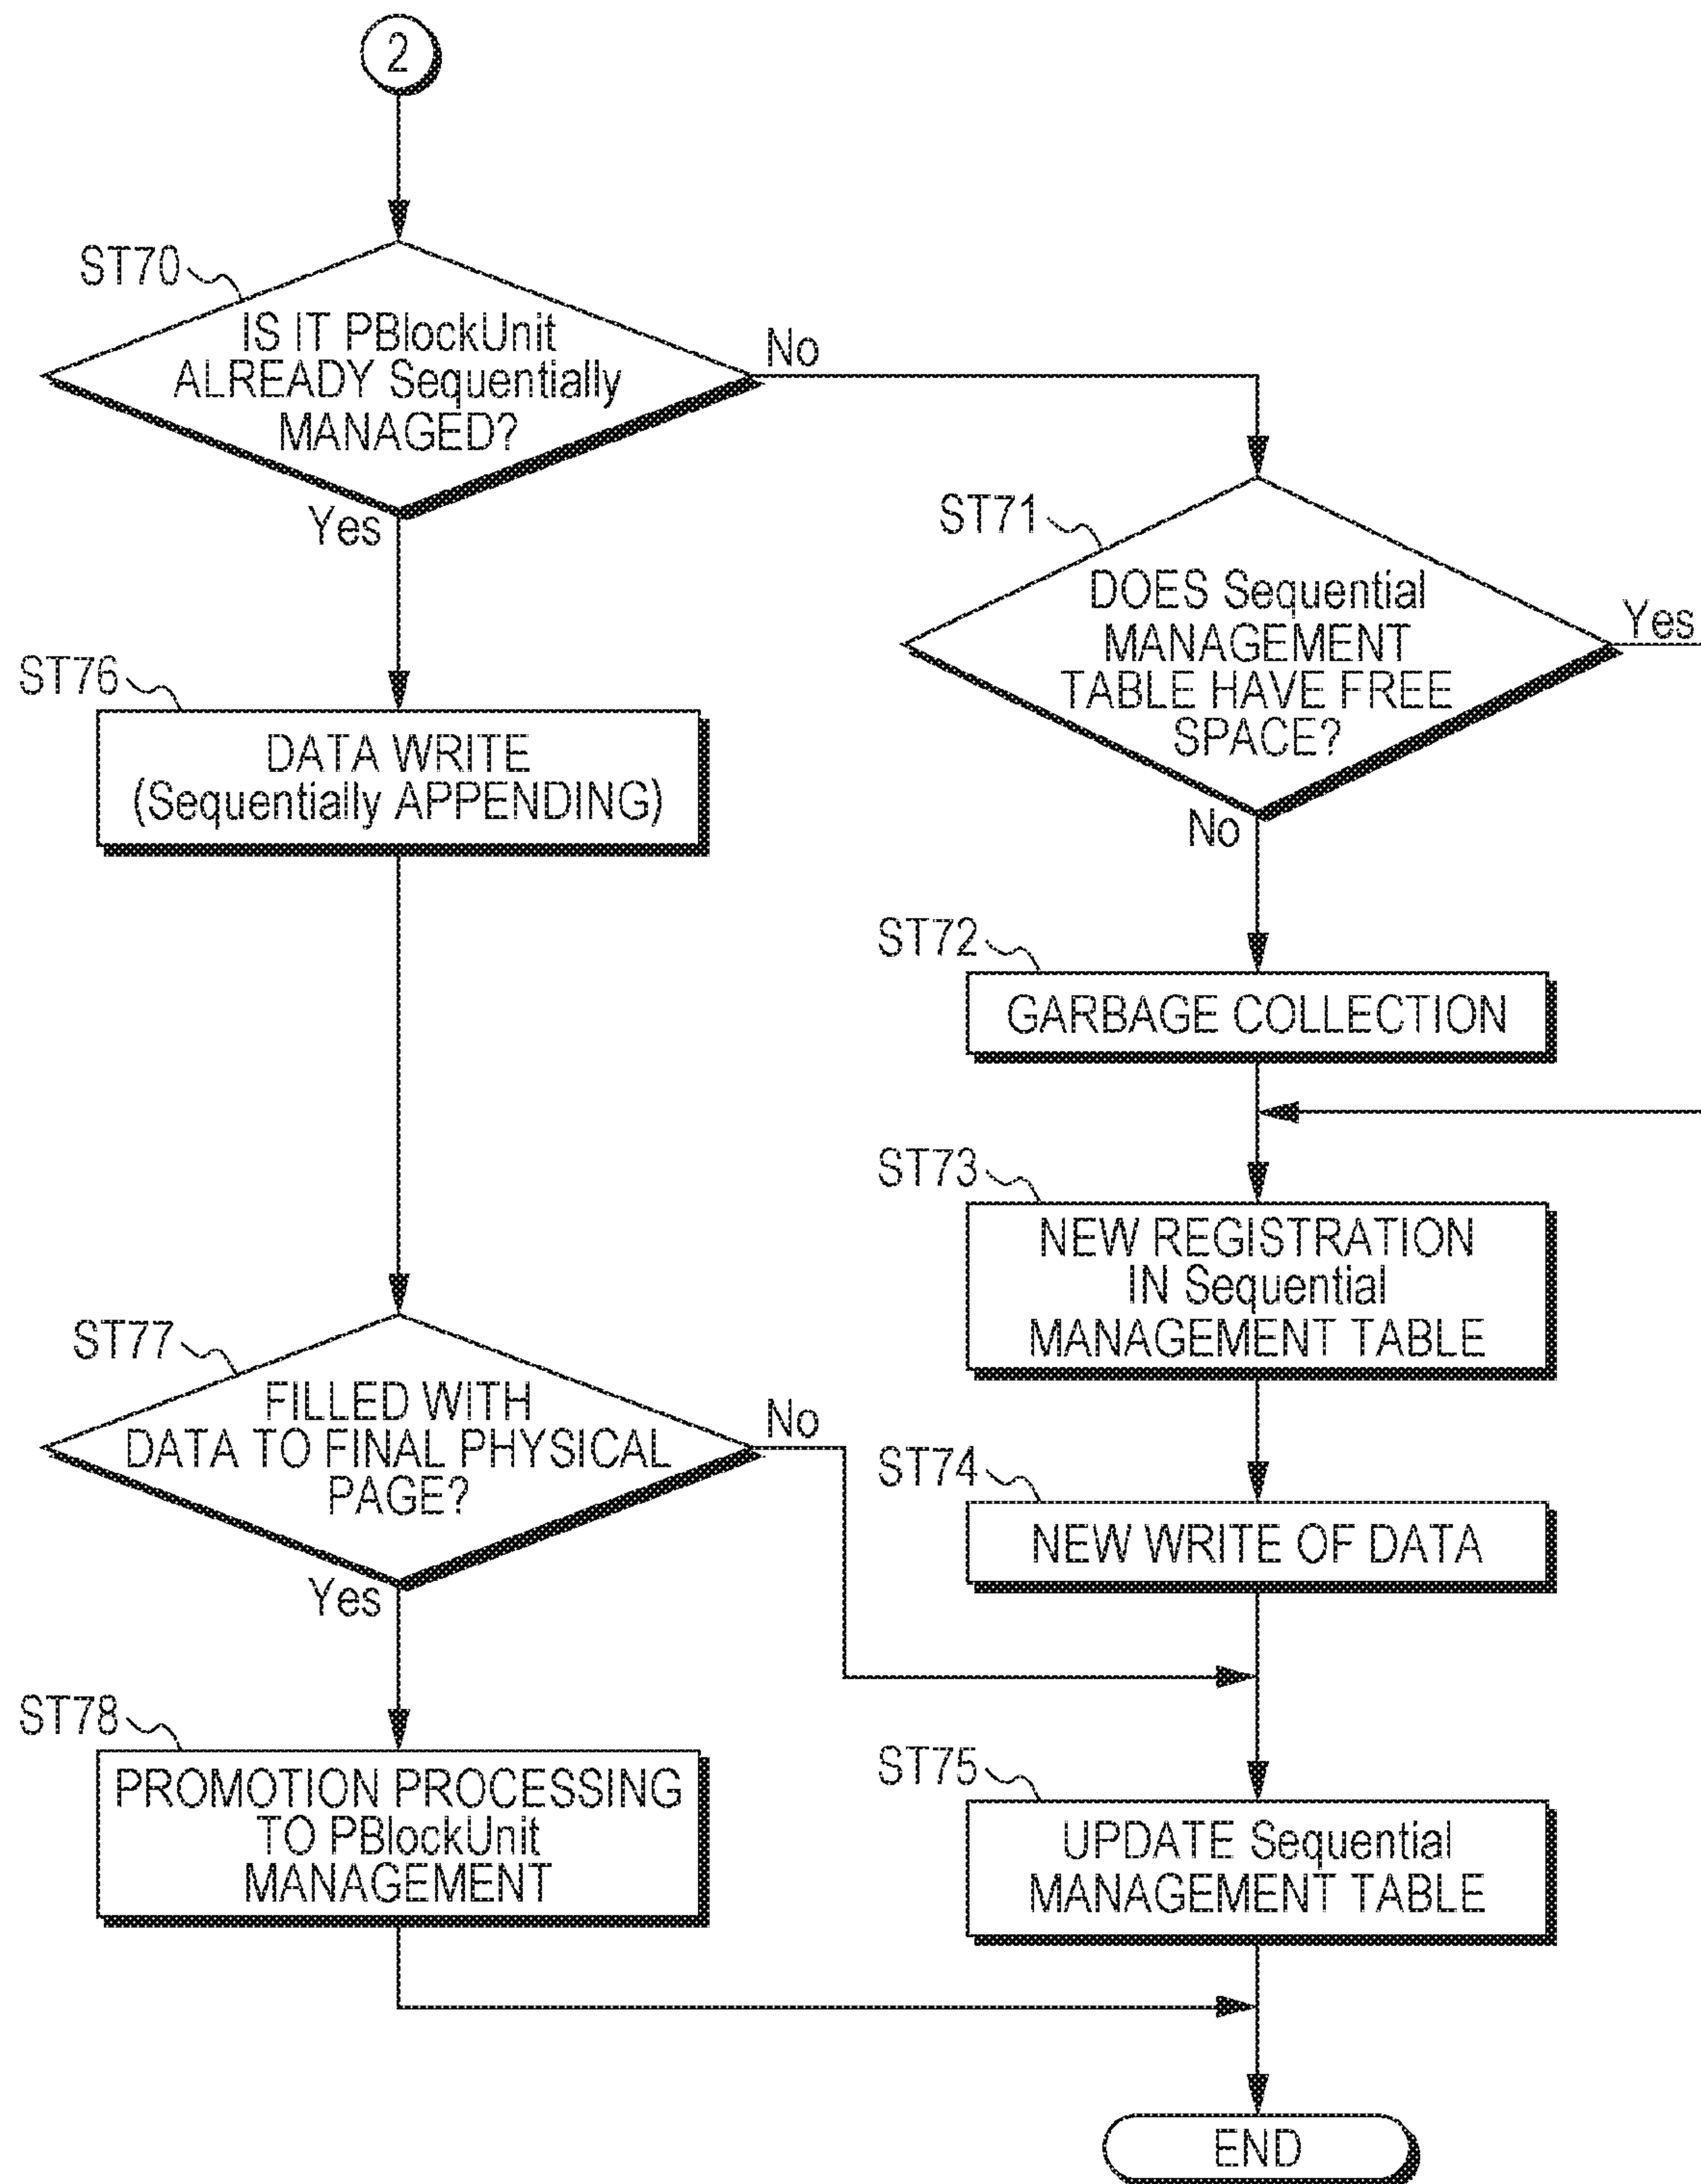 2
ST70
IS IT PBlockUnit
ALREADY Sequentially
MANAGED?
No
Yes
ST71
DOES Sequential
MANAGEMENT
TABLE HAVE FREE
SPACE?
Yes
No
ST76
DATA WRITE
(Sequentially APPENDING)
ST72
GARBAGE COLLECTION
ST73
NEW REGISTRATION
IN Sequential
MANAGEMENT TABLE
ST77
FILLED WITH
DATA TO FINAL PHYSICAL
PAGE?
No
Yes
ST74
NEW WRITE OF DATA
ST78
PROMOTION PROCESSING
TO PBlockUnit
MANAGEMENT
ST75
UPDATE Sequential
MANAGEMENT TABLE
END